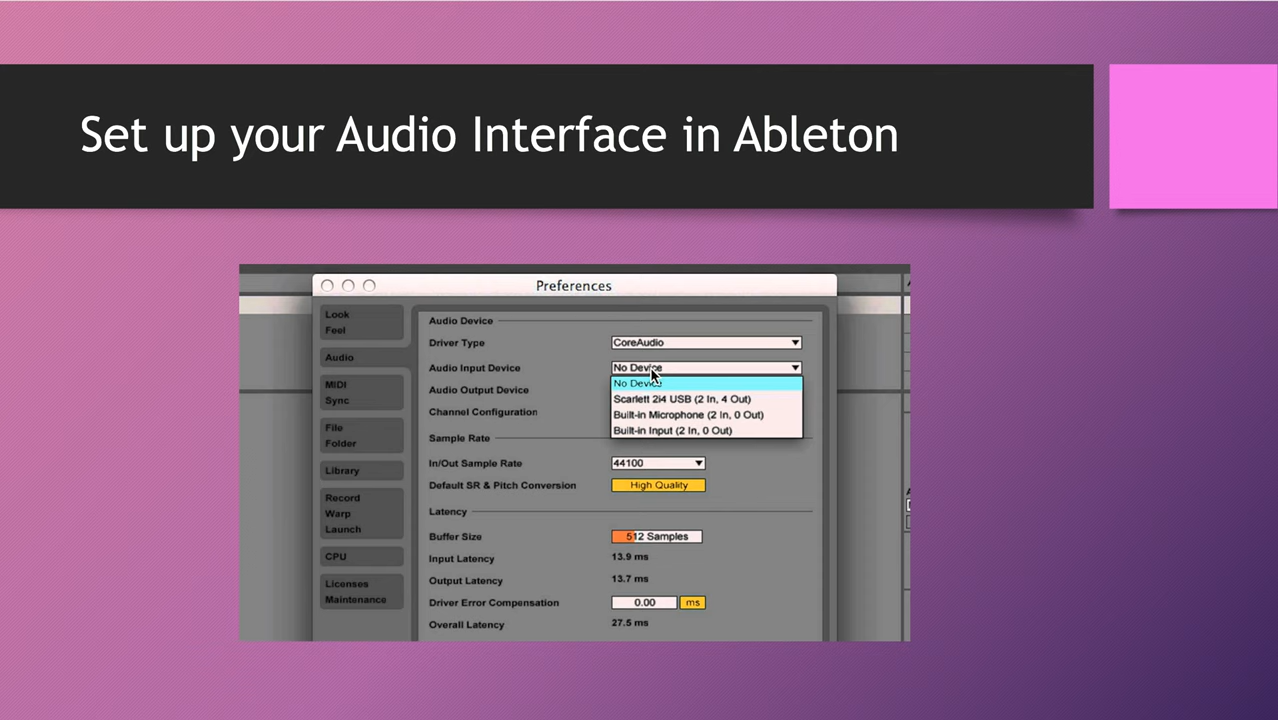 Set up your Audio Interface in Ableton
Preferences
Look
Feel
Audio
MIDI
Sync
File
Folder
Library
Record
Warp
Launch
CPU
Licenses
Maintenance
Audio Device
Driver Type CoreAudio
Audio Input Device No Device
No Device
Audio Output Device
Scarlett 2i4 USB (2 In, 4 Out)
Channel Configuration
Built-in Microphone (2 In, 0 Out)
Built-in Input (2 In, 0 Out)
Sample Rate
In/Out Sample Rate 44100
Default SR & Pitch Conversion High Quality
Latency
Buffer Size 512 Samples
Input Latency 13.9 ms
Output Latency 13.7 ms
Driver Error Compensation 0.00 ms
Overall Latency 27.5 ms